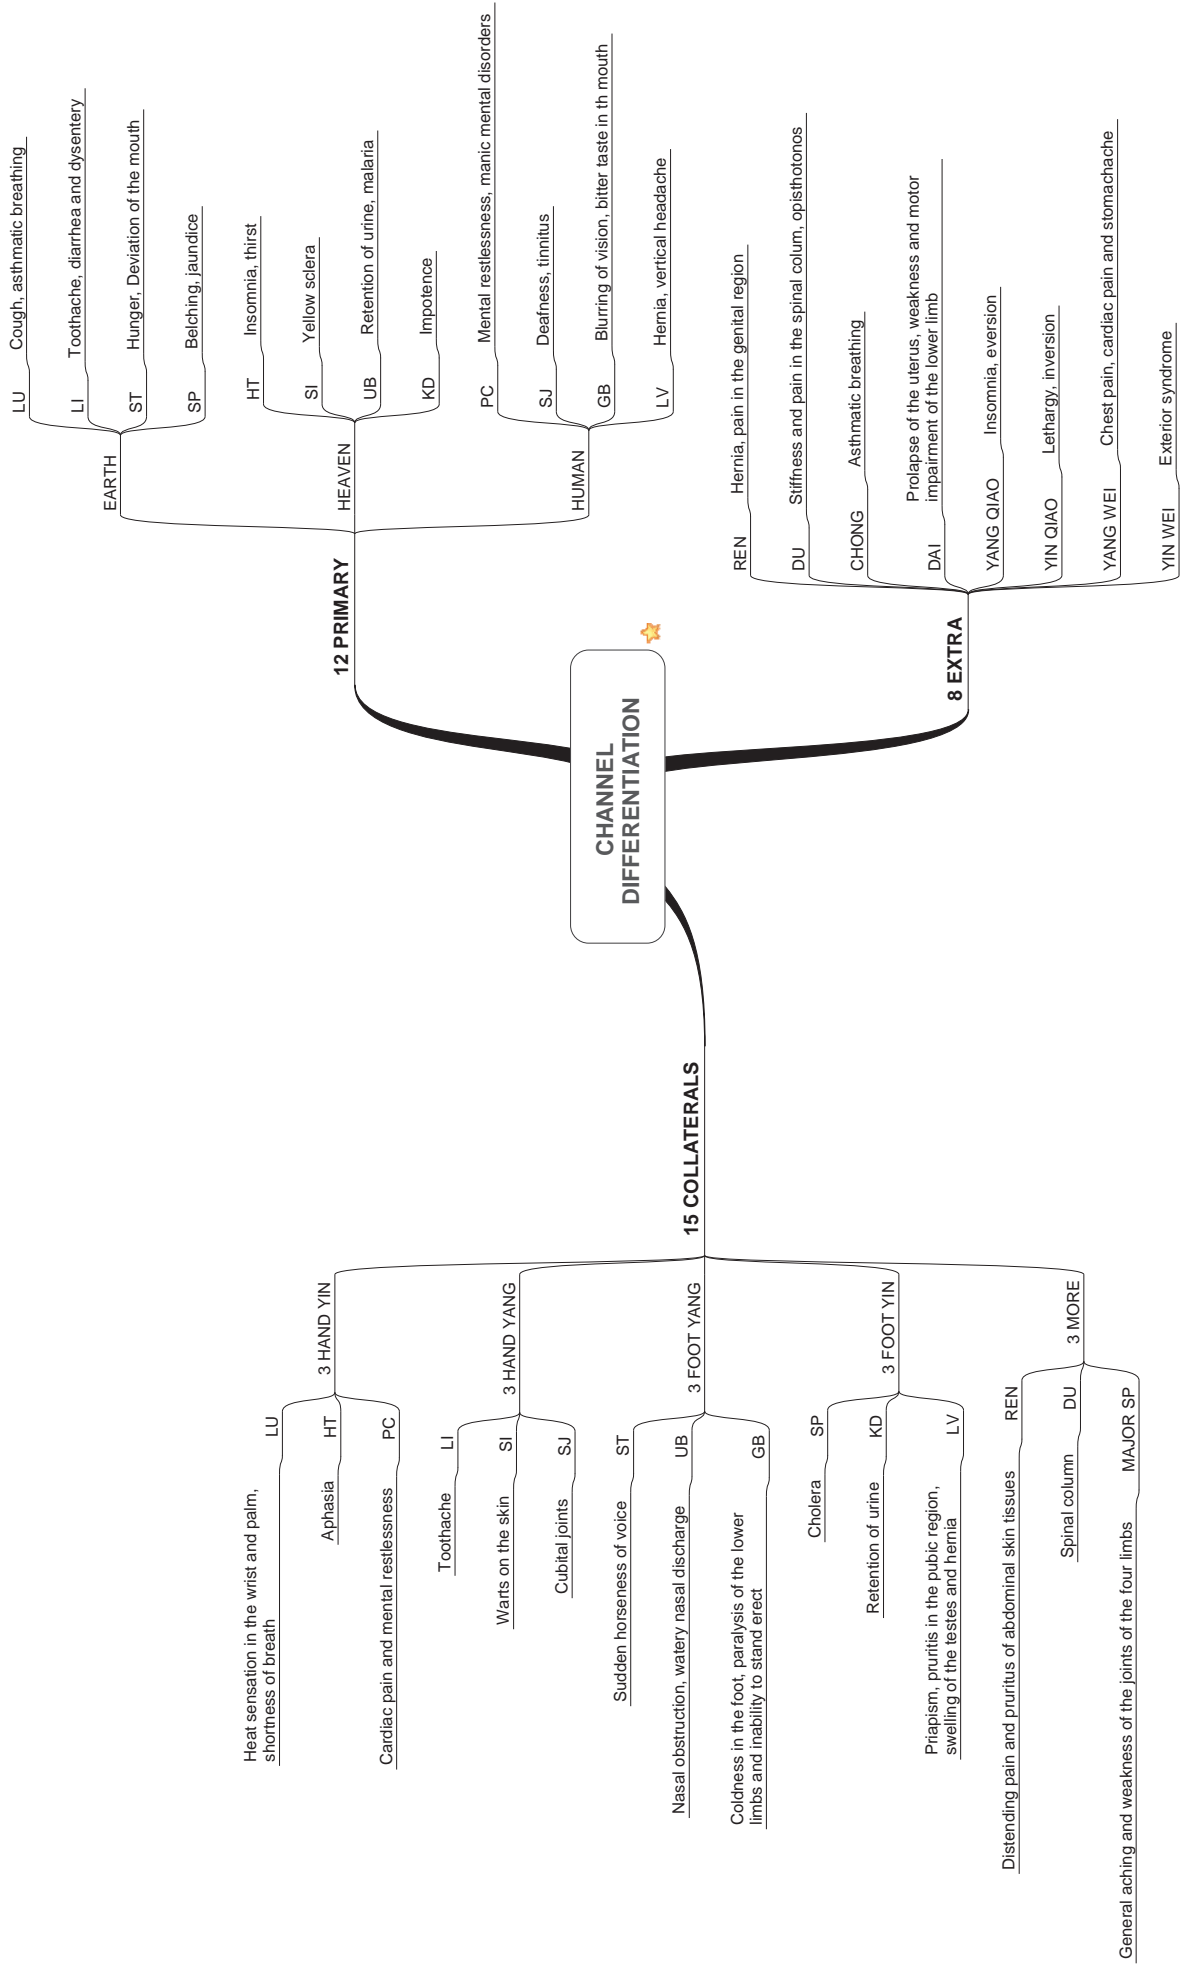 CHANNEL
DIFFERENTIATION
12 PRIMARY
EARTH
LU
Cough, asthmatic breathing
LI
Toothache, diarrhea and dysentery
ST
Hunger, Deviation of the mouth
SP
Belching, jaundice
HEAVEN
HT
Insomnia, thirst
SI
Yellow sclera
UB
Retention of urine, malaria
KD
Impotence
HUMAN
PC
Mental restlessness, manic mental disorders
SJ
Deafness, tinnitus
GB
Blurring of vision, bitter taste in th mouth
LV
Hernia, vertical headache
8 EXTRA
REN
Hernia, pain in the genital region
DU
Stiffness and pain in the spinal colum, opisthotonos
CHONG
Asthmatic breathing
DAI
Prolapse of the uterus, weakness and motor
impairment of the lower limb
YANG QIAO
Insomnia, eversion
YIN QIAO
Lethargy, inversion
YANG WEI
Chest pain, cardiac pain and stomachache
YIN WEI
Exterior syndrome
15 COLLATERALS
3 HAND YIN
LU
Heat sensation in the wrist and palm,
shortness of breath
HT
Aphasia
PC
Cardiac pain and mental restlessness
3 HAND YANG
LI
Toothache
SI
Warts on the skin
SJ
Cubital joints
3 FOOT YANG
ST
Sudden horseness of voice
UB
Nasal obstruction, watery nasal discharge
GB
Coldness in the foot, paralysis of the lower
limbs and inability to stand erect
3 FOOT YIN
SP
Cholera
KD
Retention of urine
LV
Priapism, pruritis in the pubic region,
swelling of the testes and hernia
3 MORE
REN
Distending pain and pruritus of abdominal skin tissues
DU
Spinal column
MAJOR SP
General aching and weakness of the joints of the four limbs